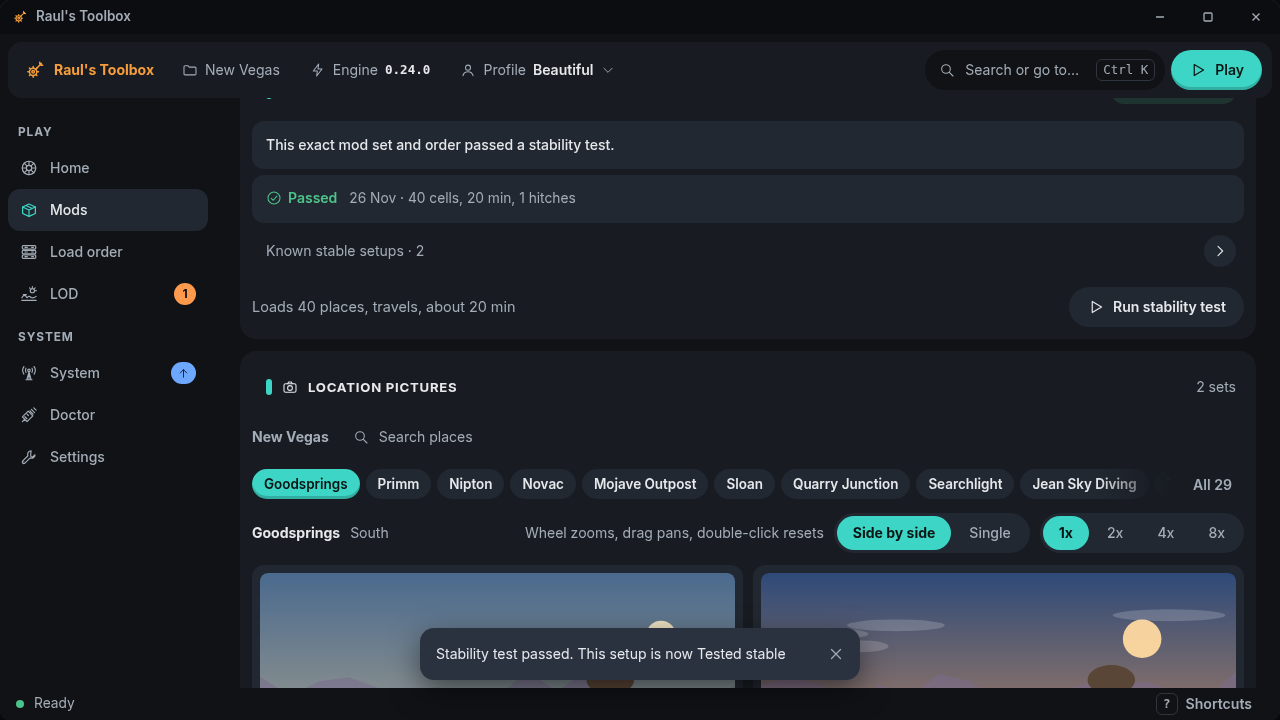 Raul's Toolbox
Raul's Toolbox New Vegas Engine 0.24.0 Profile Beautiful Search or go to... Ctrl K Play
PLAY
Home
Mods
Load order
LOD 1
SYSTEM
System
Doctor
Settings
This exact mod set and order passed a stability test.
Passed 26 Nov · 40 cells, 20 min, 1 hitches
Known stable setups · 2
Loads 40 places, travels, about 20 min Run stability test
LOCATION PICTURES 2 sets
New Vegas Search places
Goodsprings Primm Nipton Novac Mojave Outpost Sloan Quarry Junction Searchlight Jean Sky Diving All 29
Goodsprings South Wheel zooms, drag pans, double-click resets Side by side Single 1x 2x 4x 8x
Stability test passed. This setup is now Tested stable
Ready ? Shortcuts